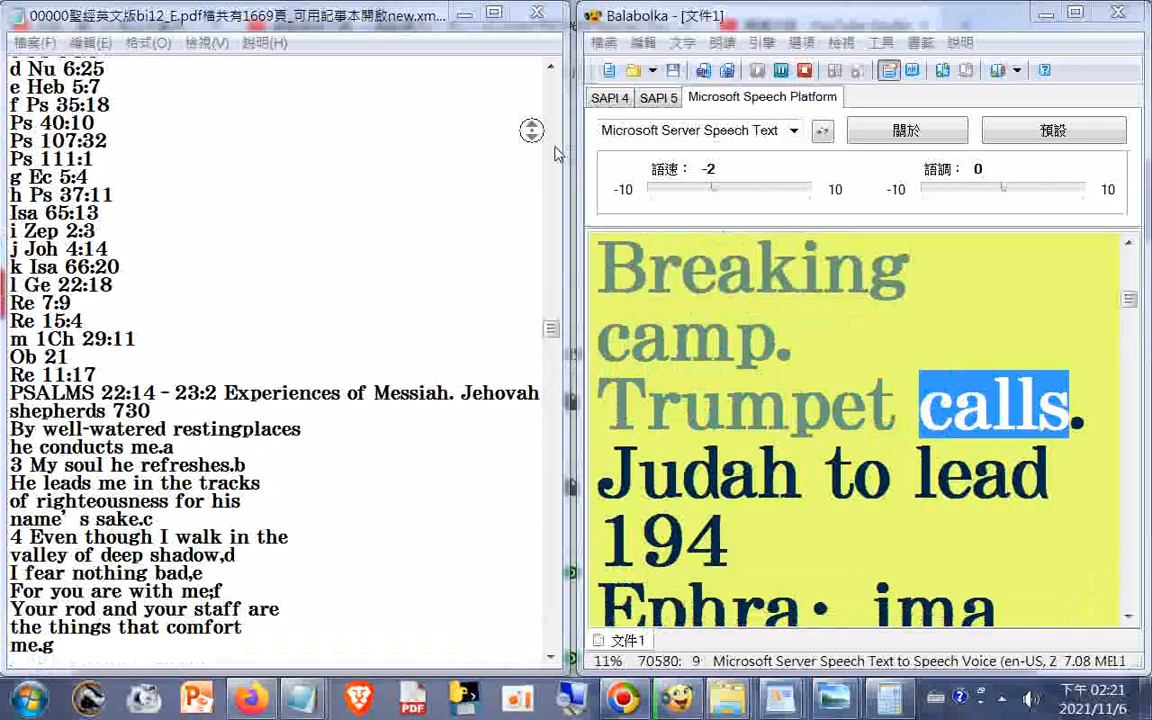 00000聖經英文版bi12_E.pdf檔共有1669頁_可用記事本開啟new.xm...
檔案(F) 編輯(E) 格式(O) 檢視(V) 說明(H)
d Nu 6:25
e Heb 5:7
f Ps 35:18
Ps 40:10
Ps 107:32
Ps 111:1
g Ec 5:4
h Ps 37:11
Isa 65:13
i Zep 2:3
j Joh 4:14
k Isa 66:20
l Ge 22:18
Re 7:9
Re 15:4
m 1Ch 29:11
Ob 21
Re 11:17
PSALMS 22:14–23:2 Experiences of Messiah. Jehovah
shepherds 730
By well-watered restingplaces
he conducts me.a
3 My soul he refreshes.b
He leads me in the tracks
of righteousness for his
name’s sake.c
4 Even though I walk in the
valley of deep shadow,d
I fear nothing bad,e
For you are with me;f
Your rod and your staff are
the things that comfort
me.g
Balabolka - [文件1]
檔案 編輯 文字 朗讀 引擎 選項 檢視 工具 書籤 說明
SAPI 4 SAPI 5 Microsoft Speech Platform
Microsoft Server Speech Text 關於 預設
語速： -2 語調： 0
-10 10 -10 10
Breaking
camp.
Trumpet calls.
Judah to lead
194
Ephra· ima
文件1
11% 70580: 9 Microsoft Server Speech Text to Speech Voice (en-US, Z 7.08 МБ
下午 02:21
2021/11/6